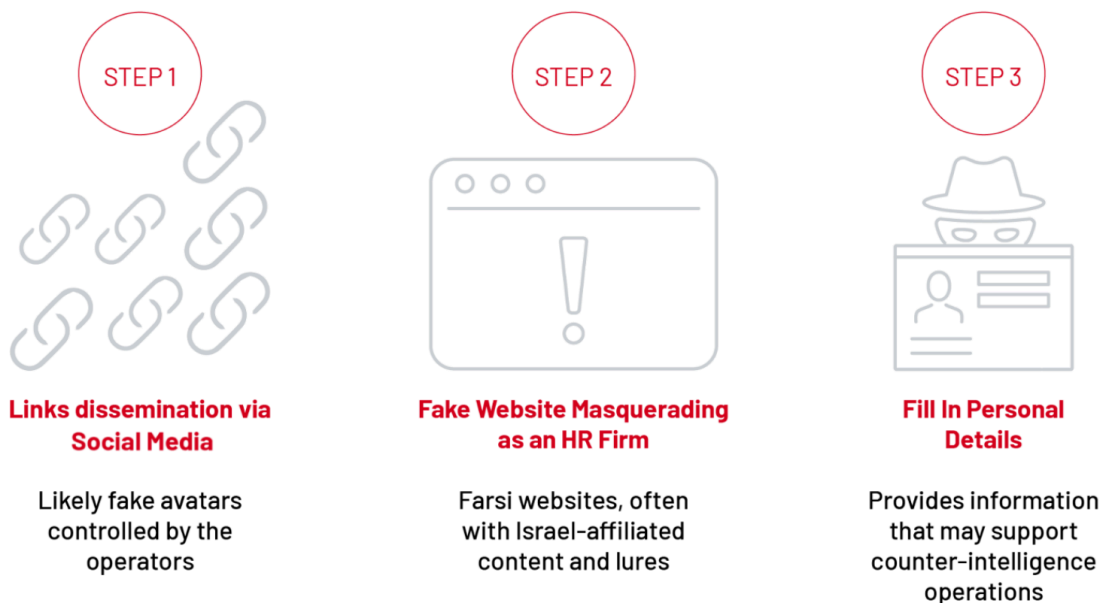 STEP 1
Links dissemination via
Social Media
Likely fake avatars
controlled by the
operators
STEP 2
Fake Website Masquerading
as an HR Firm
Farsi websites, often
with Israel-affiliated
content and lures
STEP 3
Fill In Personal
Details
Provides information
that may support
counter-intelligence
operations